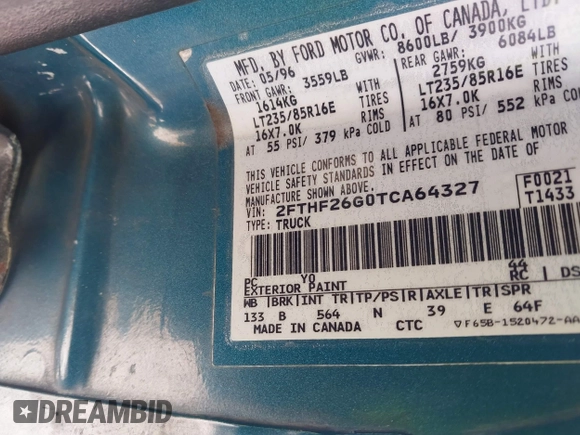 MFD. BY FORD MOTOR CO. OF CANADA, LTD.
DATE: 05/96 GVWR: 8600LB/ 3900KG
FRONT GAWR: 3559LB REAR GAWR: 6084LB
1614KG WITH 2759KG WITH
LT235/85R16E TIRES LT235/85R16E TIRES
16X7.0K RIMS 16X7.0K RIMS
AT 55 PSI/ 379 kPa COLD AT 80 PSI/ 552 kPa
THIS VEHICLE CONFORMS TO ALL APPLICABLE FEDERAL MOTOR
VEHICLE SAFETY STANDARDS IN EFFECT ON THE DATE OF
MANUFACTURE SHOWN ABOVE.
VIN: 2FTHF26G0TCA64327 F0021
TYPE: TRUCK T1433
PC YO 44
EXTERIOR PAINT RC DS
WB BRK INT TR TP/PS R AXLE TR SPR
133 B 564 N 39 E 64F
MADE IN CANADA CTC F65B-1520472-AA
DREAMBID